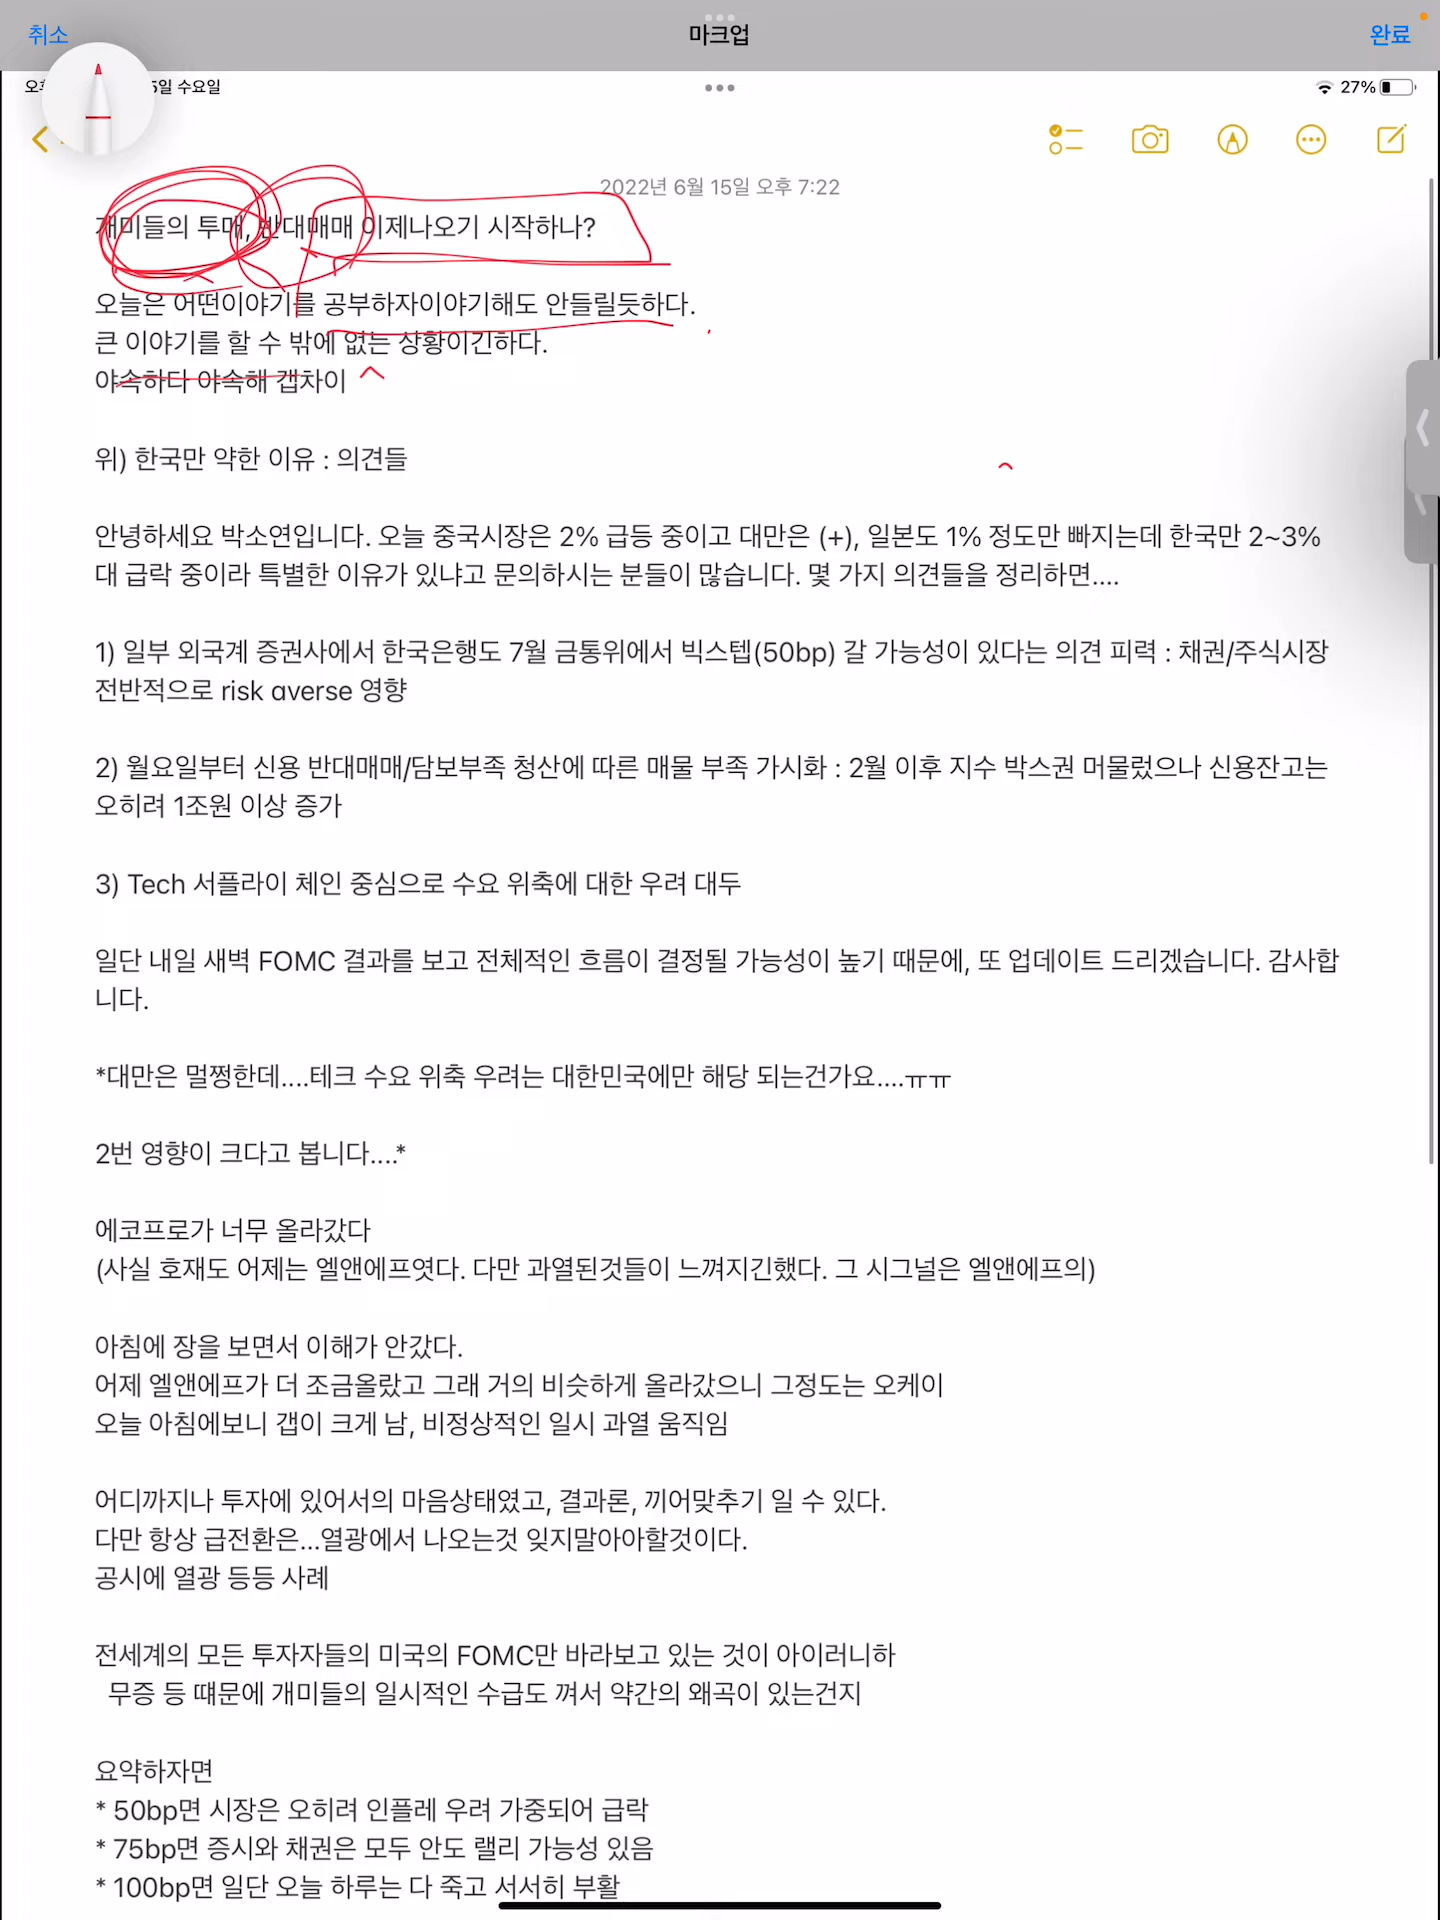 취소
마크업
완료
5일 수요일
27%
2022년 6월 15일 오후 7:22
개미들의 투매, 반대매매 이제나오기 시작하나?
오늘은 어떤이야기를 공부하자이야기해도 안들릴듯하다.
큰 이야기를 할 수 밖에 없는 상황이긴하다.
야속하다 야속해 갭차이
위) 한국만 약한 이유 : 의견들
안녕하세요 박소연입니다. 오늘 중국시장은 2% 급등 중이고 대만은 (+), 일본도 1% 정도만 빠지는데 한국만 2~3%
대 급락 중이라 특별한 이유가 있냐고 문의하시는 분들이 많습니다. 몇 가지 의견들을 정리하면....
1) 일부 외국계 증권사에서 한국은행도 7월 금통위에서 빅스텝(50bp) 갈 가능성이 있다는 의견 피력 : 채권/주식시장
전반적으로 risk averse 영향
2) 월요일부터 신용 반대매매/담보부족 청산에 따른 매물 부족 가시화 : 2월 이후 지수 박스권 머물렀으나 신용잔고는
오히려 1조원 이상 증가
3) Tech 서플라이 체인 중심으로 수요 위축에 대한 우려 대두
일단 내일 새벽 FOMC 결과를 보고 전체적인 흐름이 결정될 가능성이 높기 때문에, 또 업데이트 드리겠습니다. 감사합
니다.
*대만은 멀쩡한데....테크 수요 위축 우려는 대한민국에만 해당 되는건가요....ㅠㅠ
2번 영향이 크다고 봅니다....*
에코프로가 너무 올라갔다
(사실 호재도 어제는 엘앤에프엿다. 다만 과열된것들이 느껴지긴했다. 그 시그널은 엘앤에프의)
아침에 장을 보면서 이해가 안갔다.
어제 엘앤에프가 더 조금올랐고 그래 거의 비슷하게 올라갔으니 그정도는 오케이
오늘 아침에보니 갭이 크게 남, 비정상적인 일시 과열 움직임
어디까지나 투자에 있어서의 마음상태였고, 결과론, 끼어맞추기 일 수 있다.
다만 항상 급전환은...열광에서 나오는것 잊지말아아할것이다.
공시에 열광 등등 사례
전세계의 모든 투자자들의 미국의 FOMC만 바라보고 있는 것이 아이러니하
무증 등 떄문에 개미들의 일시적인 수급도 껴서 약간의 왜곡이 있는건지
요약하자면
* 50bp면 시장은 오히려 인플레 우려 가중되어 급락
* 75bp면 증시와 채권은 모두 안도 랠리 가능성 있음
* 100bp면 일단 오늘 하루는 다 죽고 서서히 부활